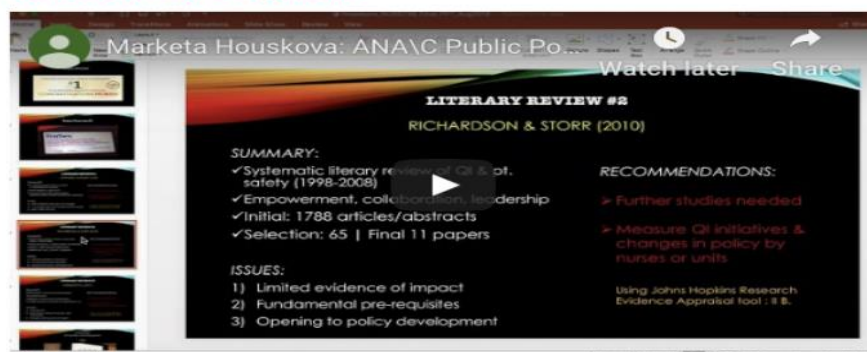 Marketa Houskova: ANA\C Public Po...
Watch later Share
LITERARY REVIEW #2
RICHARDSON & STORR (2010)
SUMMARY:
✓Systematic literary review of QI & pt.
safety (1998-2008)
✓Empowerment, collaboration, leadership
✓Initial: 1788 articles/abstracts
✓Selection: 65 | Final 11 papers
ISSUES:
1) Limited evidence of impact
2) Fundamental pre-requisites
3) Opening to policy development
RECOMMENDATIONS:
➢ Further studies needed
➢ Measure QI initiatives &
changes in policy by
nurses or units
Using Johns Hopkins Research
Evidence Appraisal tool : II B.